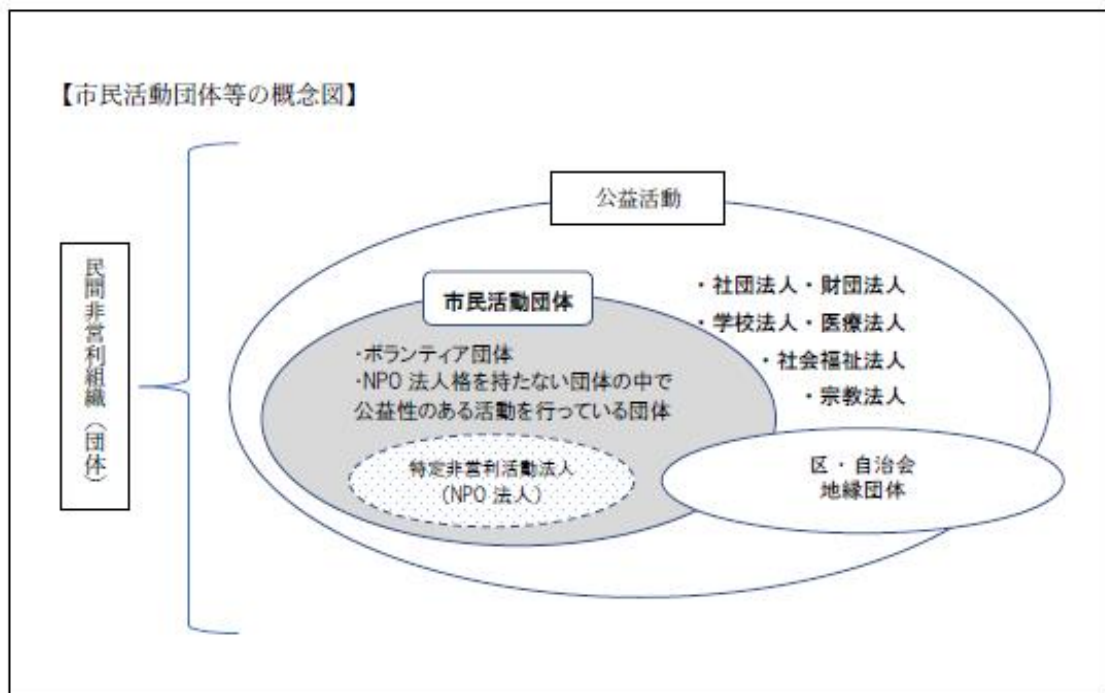 【市民活動団体等の概念図】
民間非営利組織（団体）
公益活動
市民活動団体
・社団法人・財団法人
・学校法人・医療法人
・社会福祉法人
・宗教法人
・ボランティア団体
・NPO 法人格を持たない団体の中で
公益性のある活動を行っている団体
特定非営利活動法人
（NPO 法人）
区・自治会
地縁団体